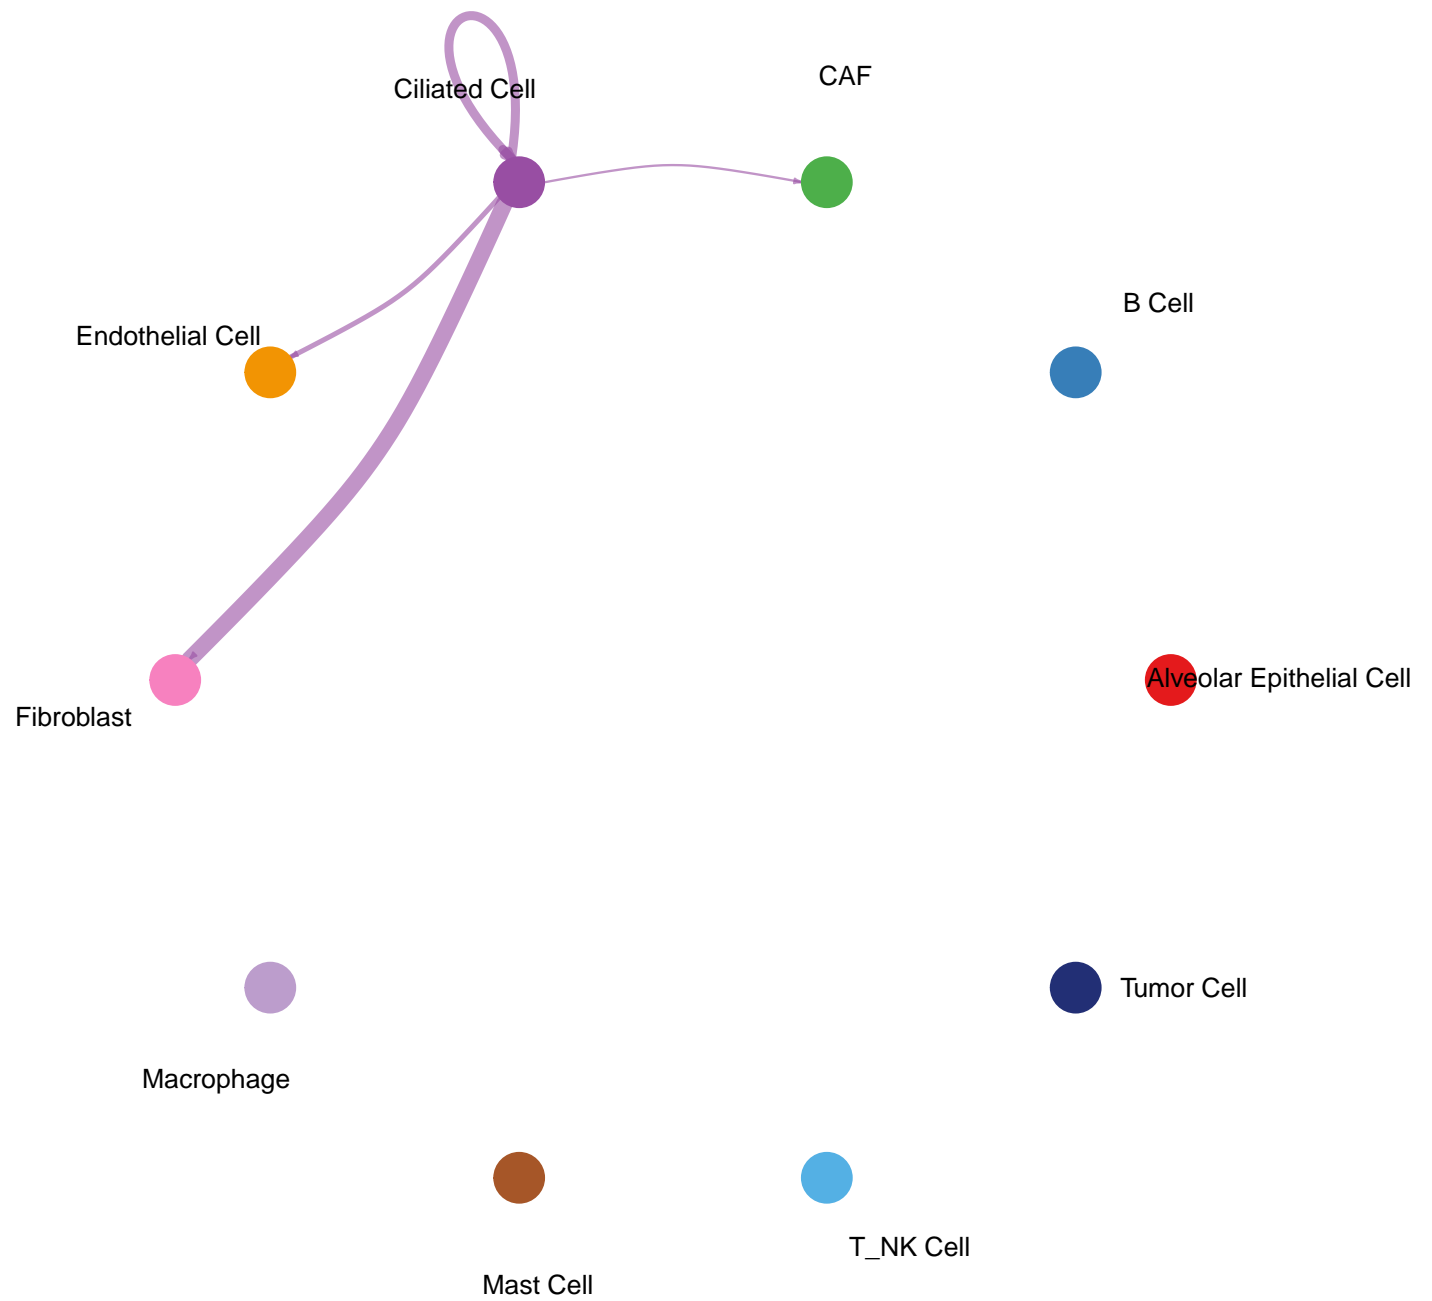 CAF
Ciliated Cell
B Cell
Endothelial Cell
Alveolar Epithelial Cell
Fibroblast
Tumor Cell
Macrophage
T_NK Cell
Mast Cell